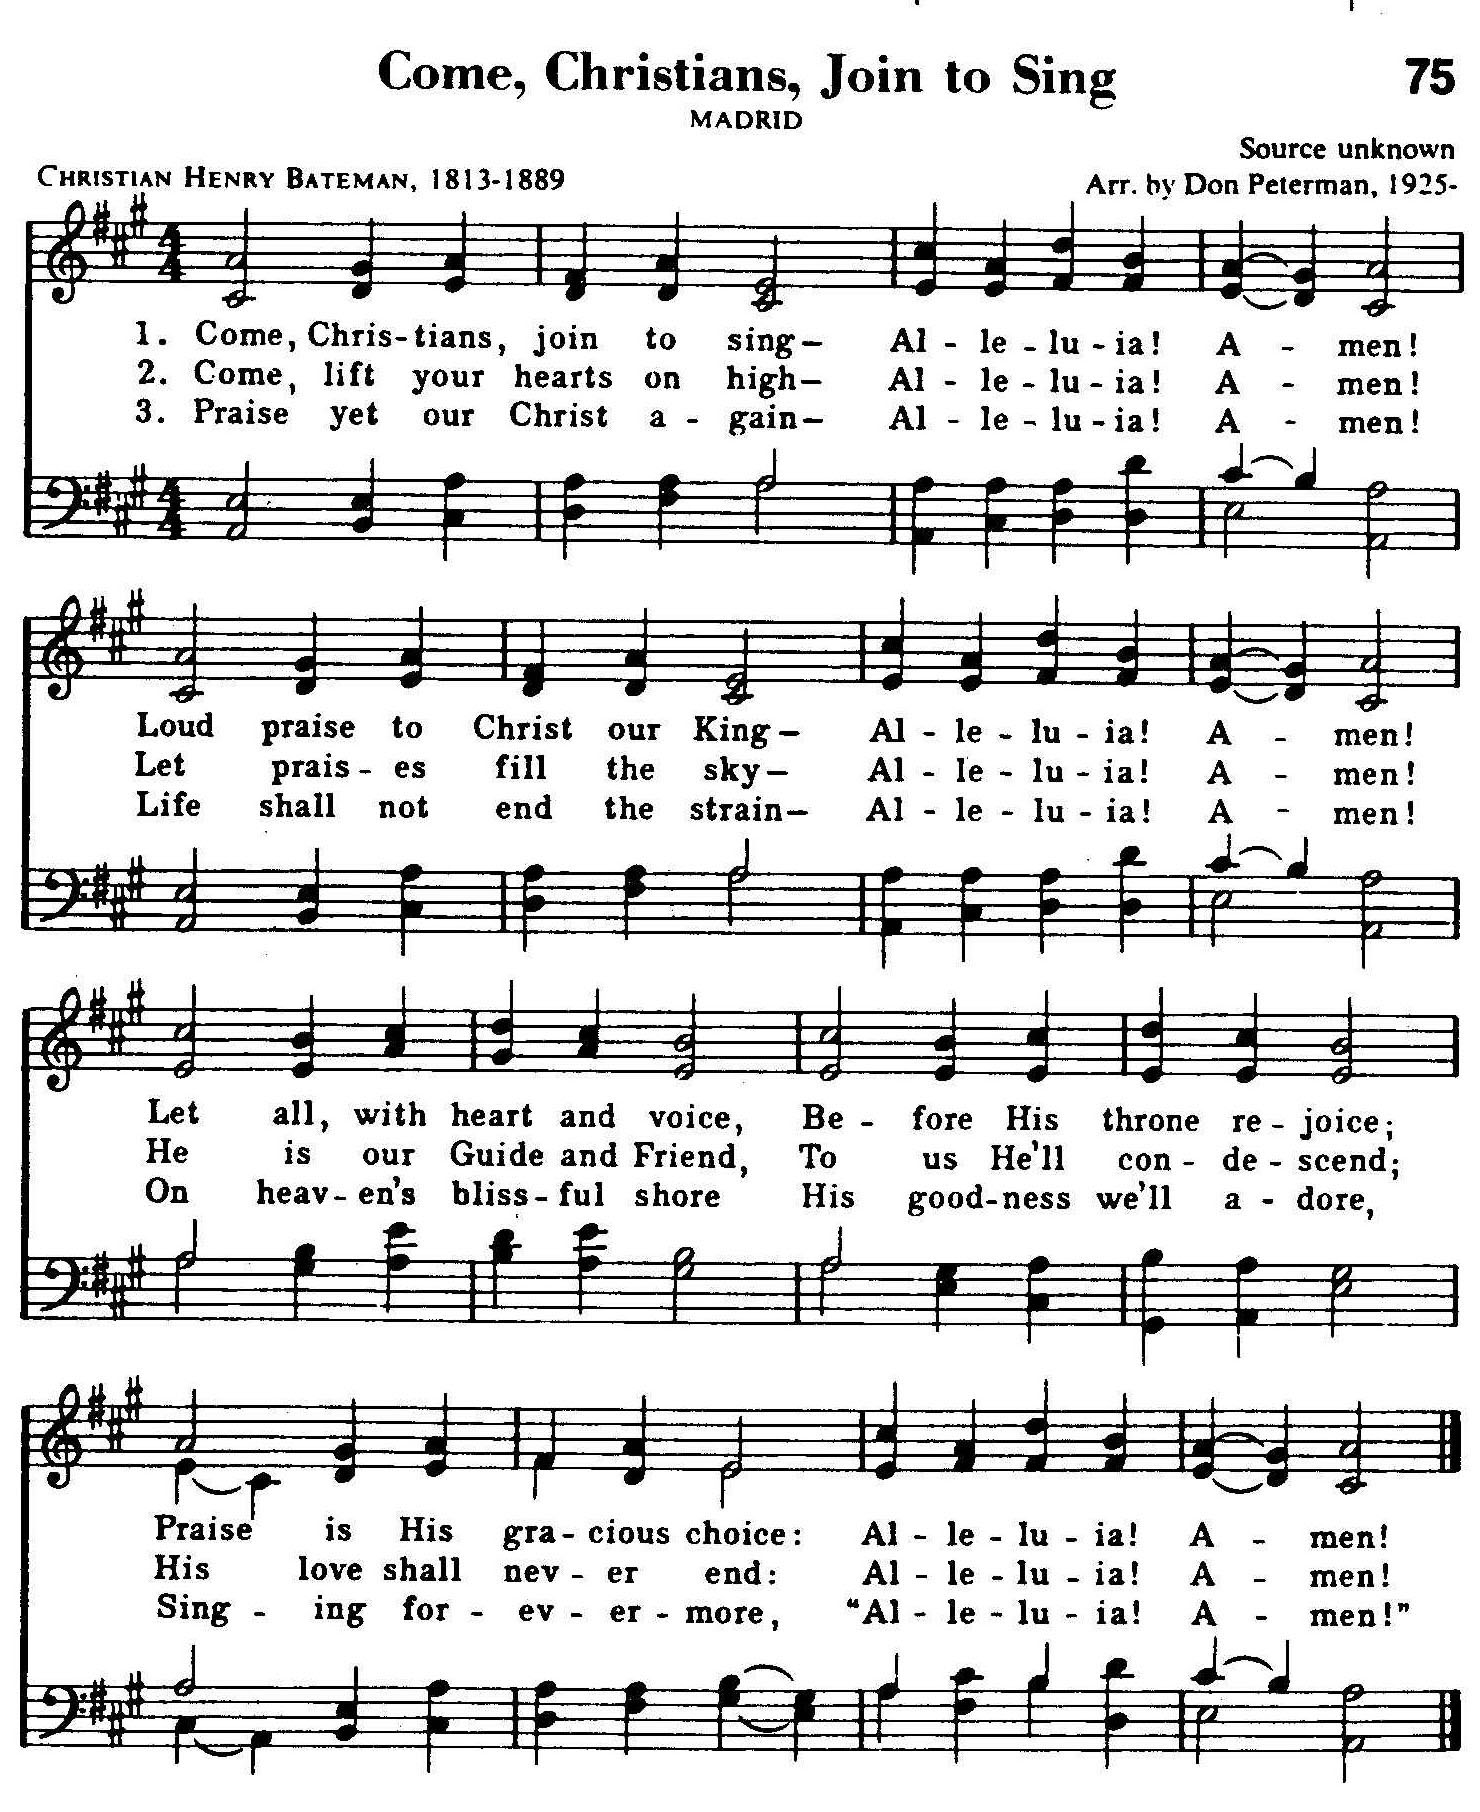 Come, Christians, Join to Sing 75
MADRID
Source unknown
CHRISTIAN HENRY BATEMAN, 1813-1889 Arr. by Don Peterman, 1925-
1. Come, Chris-tians, join to sing— Al - le - lu - ia! A - men!
2. Come, lift your hearts on high— Al - le - lu - ia! A - men!
3. Praise yet our Christ a - gain— Al - le - lu - ia! A - men!
Loud praise to Christ our King— Al - le - lu - ia! A - men!
Let prais - es fill the sky— Al - le - lu - ia! A - men!
Life shall not end the strain— Al - le - lu - ia! A - men!
Let all, with heart and voice, Be - fore His throne re - joice;
He is our Guide and Friend, To us He'll con - de - scend;
On heav - en's bliss - ful shore His good-ness we'll a - dore,
Praise is His gra - cious choice: Al - le - lu - ia! A - men!
His love shall nev - er end: Al - le - lu - ia! A - men!
Sing - ing for - ev - er - more, "Al - le - lu - ia! A - men!"